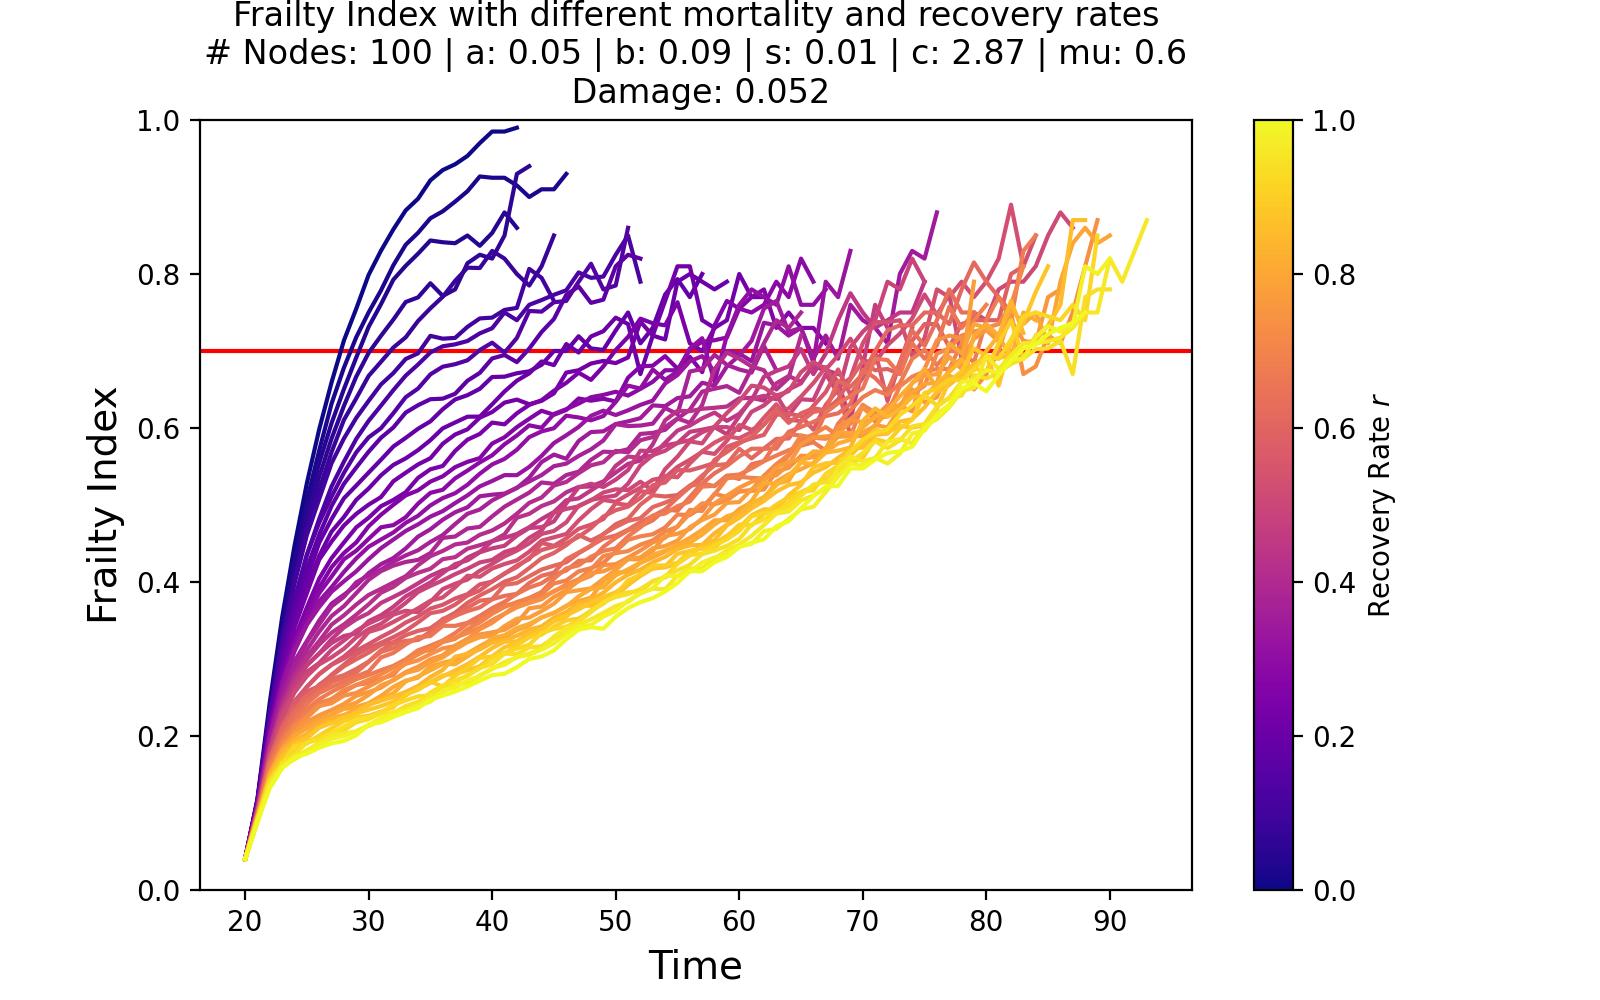 Frailty Index with different mortality and recovery rates
# Nodes: 100 | a: 0.05 | b: 0.09 | s: 0.01 | c: 2.87 | mu: 0.6
Damage: 0.052
1.0
0.8
0.6
0.4
0.2
0.0
Frailty Index
20 30 40 50 60 70 80 90
Time
1.0
0.8
0.6
0.4
0.2
0.0
Recovery Rate r